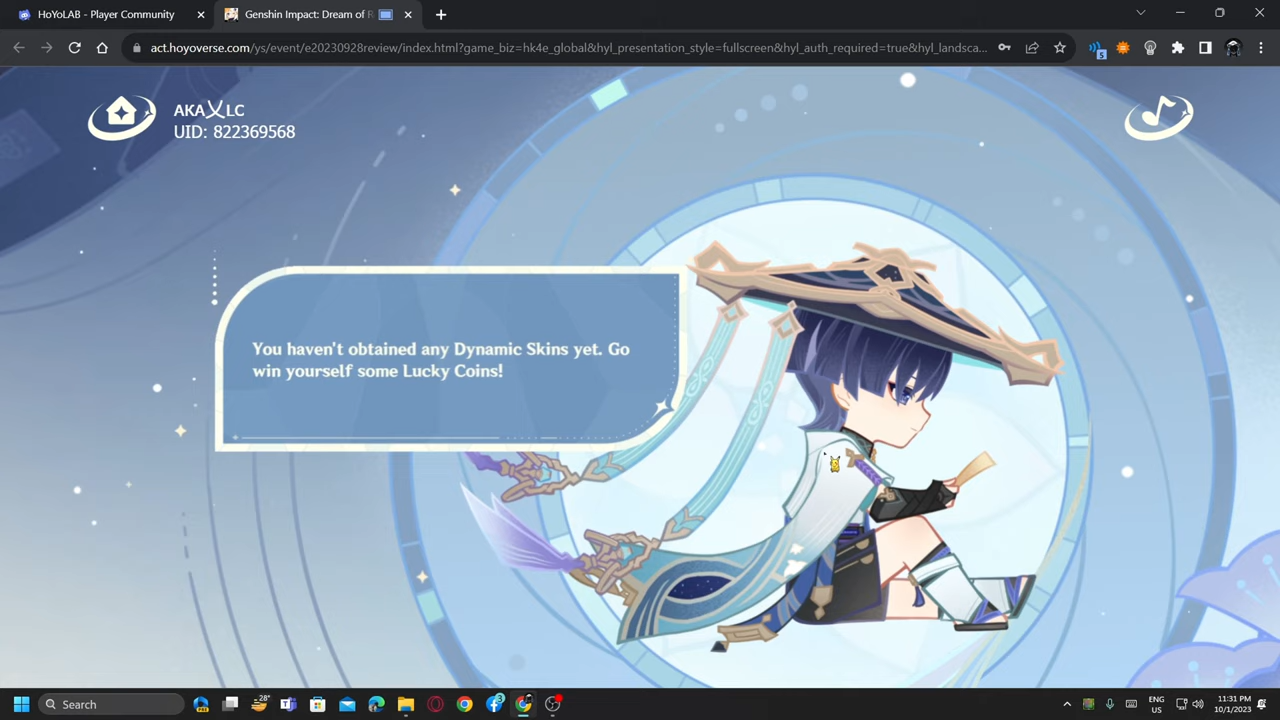 HoYoLAB - Player Community
Genshin Impact: Dream of R
act.hoyoverse.com/ys/event/e20230928review/index.html?game_biz=hk4e_global&hyl_presentation_style=fullscreen&hyl_auth_required=true&hyl_landsca...
5
AKA乂LC
UID: 822369568
You haven't obtained any Dynamic Skins yet. Go
win yourself some Lucky Coins!
Search
28°
3
ENG
US
11:31 PM
10/1/2023